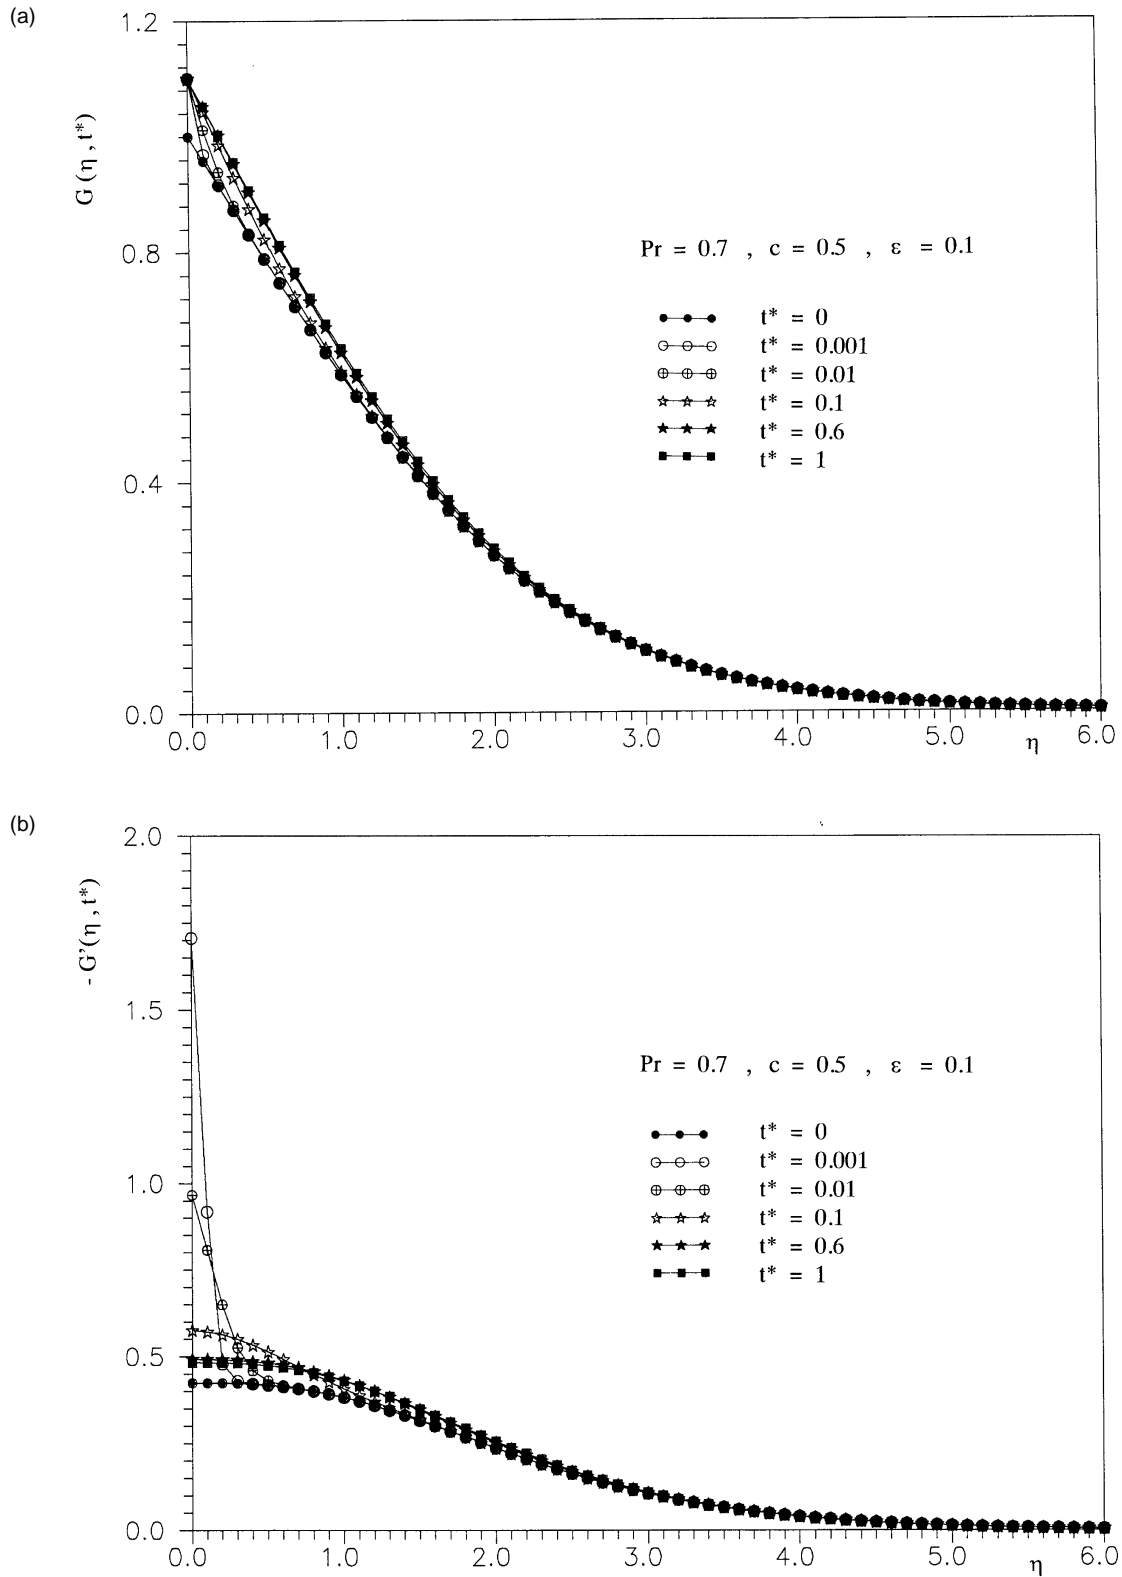 (a)
1.2
G (η , t*)
0.8
Pr = 0.7 , c = 0.5 , ε = 0.1
t* = 0
t* = 0.001
t* = 0.01
t* = 0.1
t* = 0.6
t* = 1
0.4
0.0
0.0 1.0 2.0 3.0 4.0 5.0 η 6.0
(b)
2.0
- G'(η , t*)
1.5
Pr = 0.7 , c = 0.5 , ε = 0.1
t* = 0
t* = 0.001
1.0
t* = 0.01
t* = 0.1
t* = 0.6
t* = 1
0.5
0.0
0.0 1.0 2.0 3.0 4.0 5.0 η 6.0